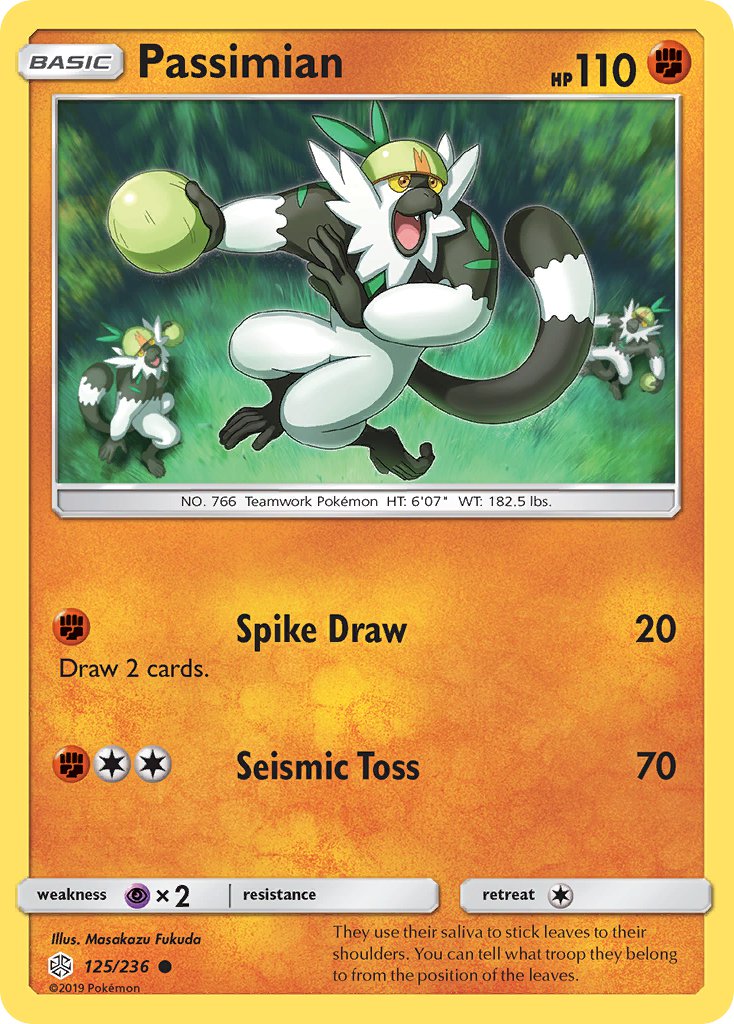 BASIC Passimian HP 110
NO. 766 Teamwork Pokémon HT: 6'07" WT: 182.5 lbs.
Spike Draw 20
Draw 2 cards.
Seismic Toss 70
weakness ×2 resistance retreat
Illus. Masakazu Fukuda
125/236
©2019 Pokémon
They use their saliva to stick leaves to their
shoulders. You can tell what troop they belong
to from the position of the leaves.